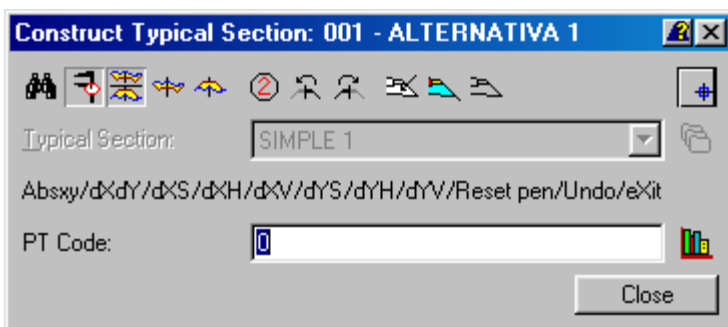 Construct Typical Section: 001 - ALTERNATIVA 1
2
Typical Section:
SIMPLE 1
Absxy/dXdY/dXS/dXH/dXV/dYS/dYH/dYV/Reset pen/Undo/eXit
PT Code:
0
Close